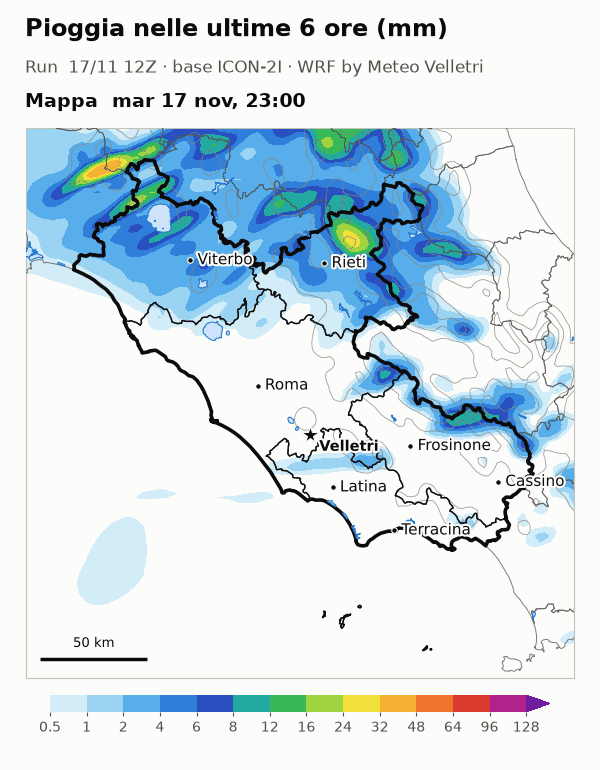 Pioggia nelle ultime 6 ore (mm)
Run  17/11 12Z · base ICON-2I · WRF by Meteo Velletri
Mappa  mar 17 nov, 23:00
Viterbo
Rieti
Roma
Velletri
Frosinone
Cassino
Latina
Terracina
50 km
0.5 1 2 4 6 8 12 16 24 32 48 64 96 128